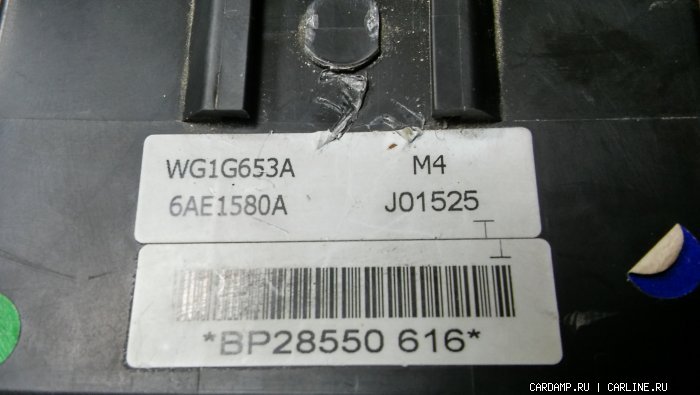 WG1G653A M4
6AE1580A J01525
*BP28550 616*
CARDAMP.RU | CARLINE.RU